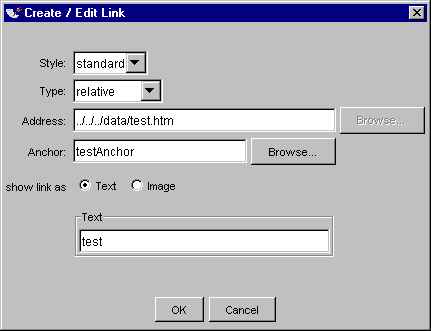 Create / Edit Link
Style: standard
Type: relative
Address: ../../../data/test.htm Browse...
Anchor: testAnchor Browse...
show link as Text Image
Text
test
OK Cancel